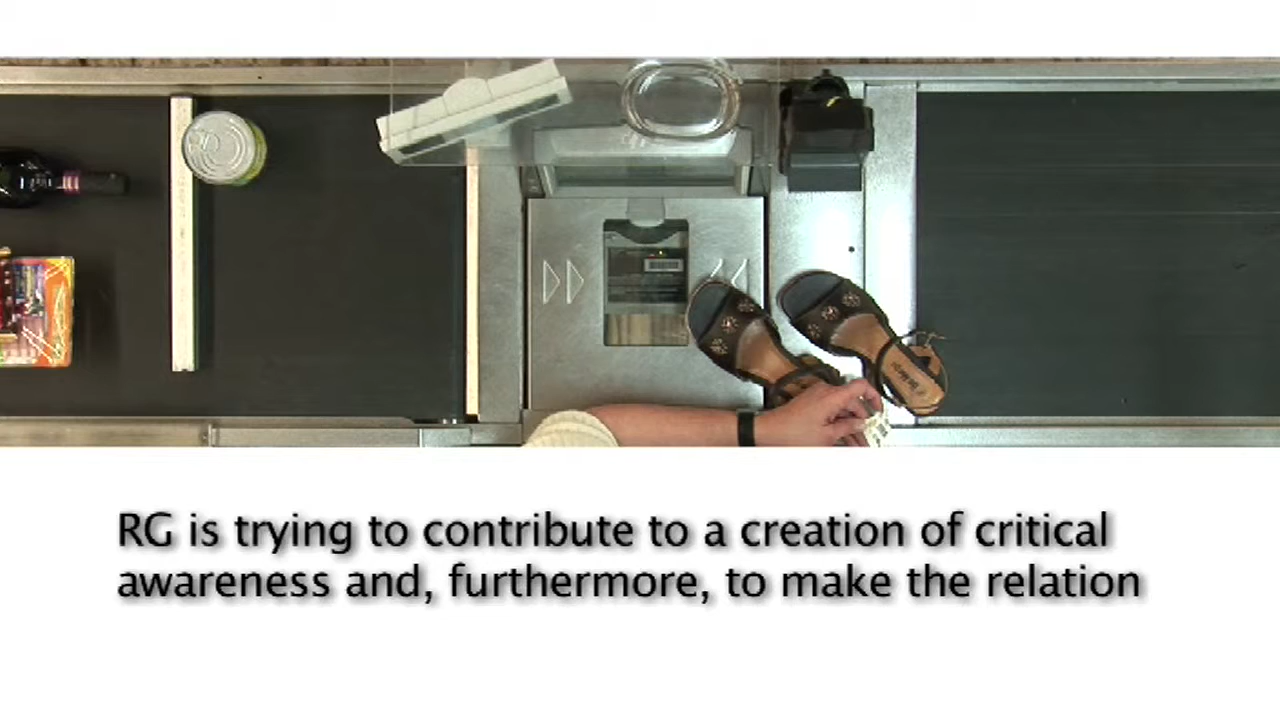 RG is trying to contribute to a creation of critical
awareness and, furthermore, to make the relation